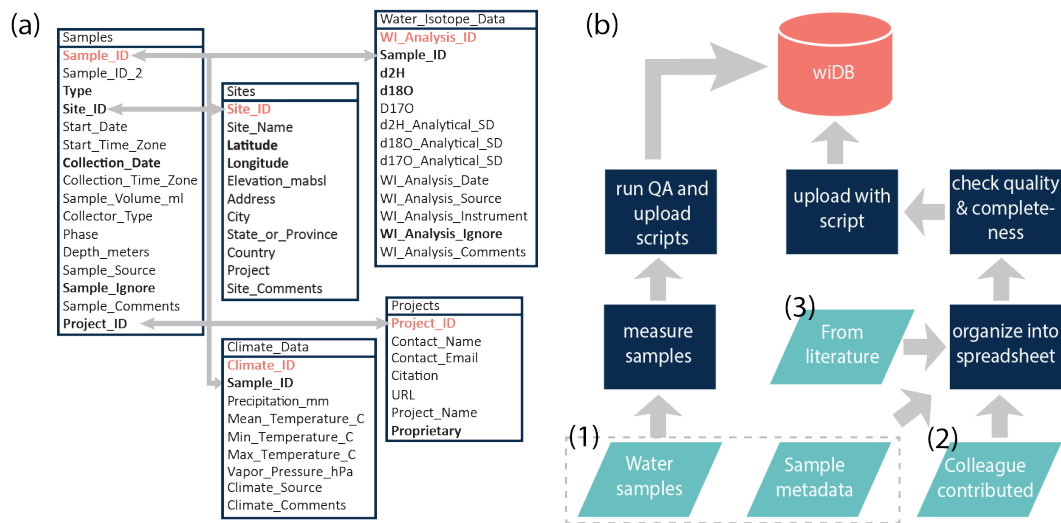 (a)
Samples
Sample_ID
Sample_ID_2
Type
Site_ID
Start_Date
Start_Time_Zone
Collection_Date
Collection_Time_Zone
Sample_Volume_ml
Collector_Type
Phase
Depth_meters
Sample_Source
Sample_Ignore
Sample_Comments
Project_ID
Sites
Site_ID
Site_Name
Latitude
Longitude
Elevation_mabsl
Address
City
State_or_Province
Country
Project
Site_Comments
Water_Isotope_Data
WI_Analysis_ID
Sample_ID
d2H
d18O
D17O
d2H_Analytical_SD
d18O_Analytical_SD
d17O_Analytical_SD
WI_Analysis_Date
WI_Analysis_Source
WI_Analysis_Instrument
WI_Analysis_Ignore
WI_Analysis_Comments
Climate_Data
Climate_ID
Sample_ID
Precipitation_mm
Mean_Temperature_C
Min_Temperature_C
Max_Temperature_C
Vapor_Pressure_hPa
Climate_Source
Climate_Comments
Projects
Project_ID
Contact_Name
Contact_Email
Citation
URL
Project_Name
Proprietary
(b)
wiDB
run QA and
upload
scripts
upload with
script
check quality
& complete-
ness
measure
samples
(3)
From
literature
organize into
spreadsheet
(1)
Water
samples
Sample
metadata
(2)
Colleague
contributed